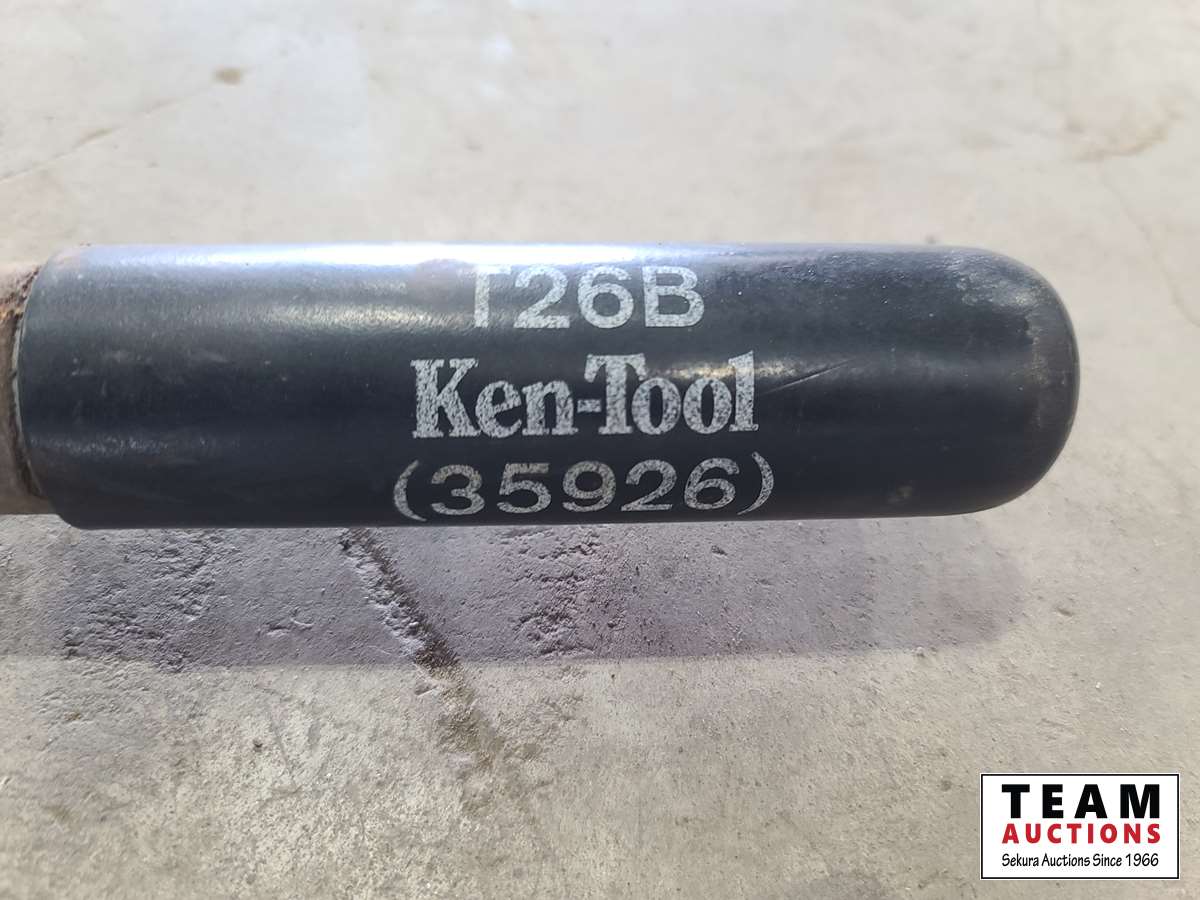 T26B
Ken-Tool
(35926)
TEAM
AUCTIONS
Sekura Auctions Since 1966